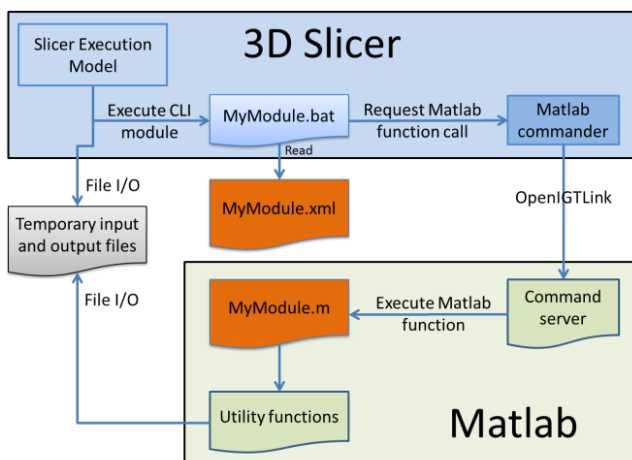 3D Slicer
Slicer Execution
Model
Execute CLI
module
MyModule.bat
Request Matlab
function call
Matlab
commander
Read
File I/O
MyModule.xml
OpenIGTLink
Temporary input
and output files
File I/O
MyModule.m
Execute Matlab
function
Command
server
Utility functions
Matlab